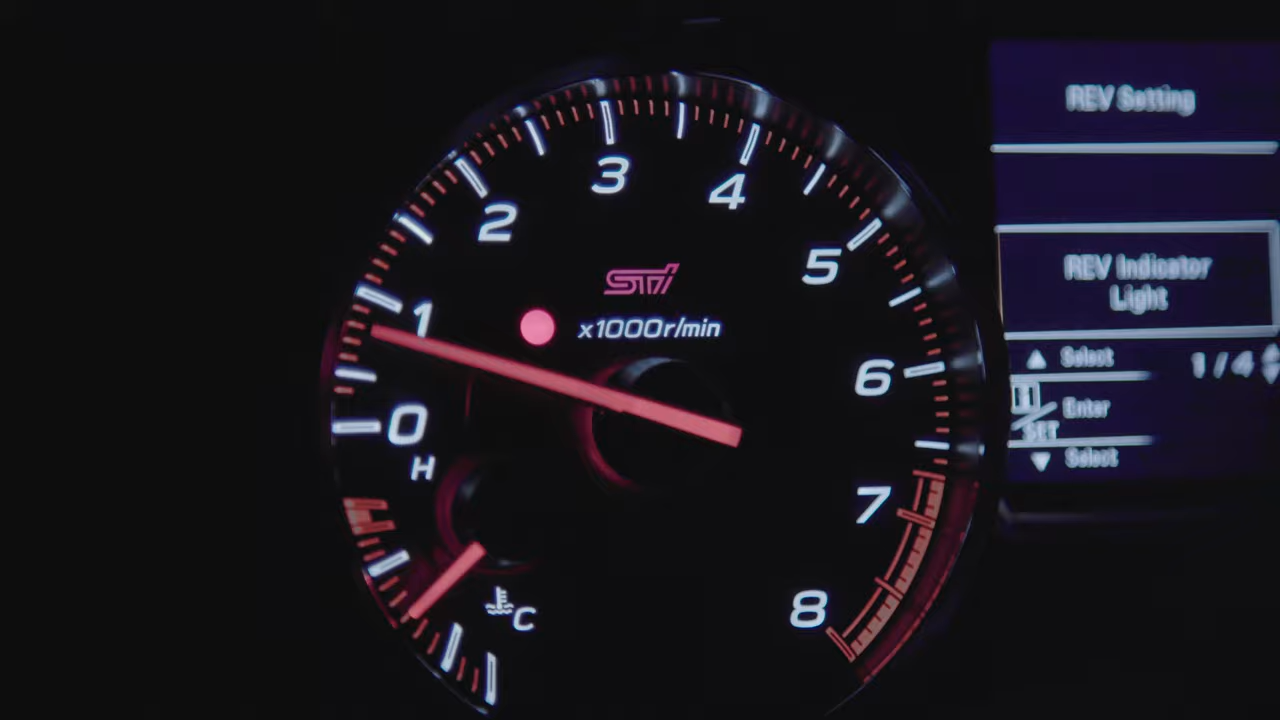 3
4
2
5
STI
1
x1000r/min
6
0
H
7
8
C
REV Setting
REV Indicator
Light
Select
1/4
i/SET
Enter
Select